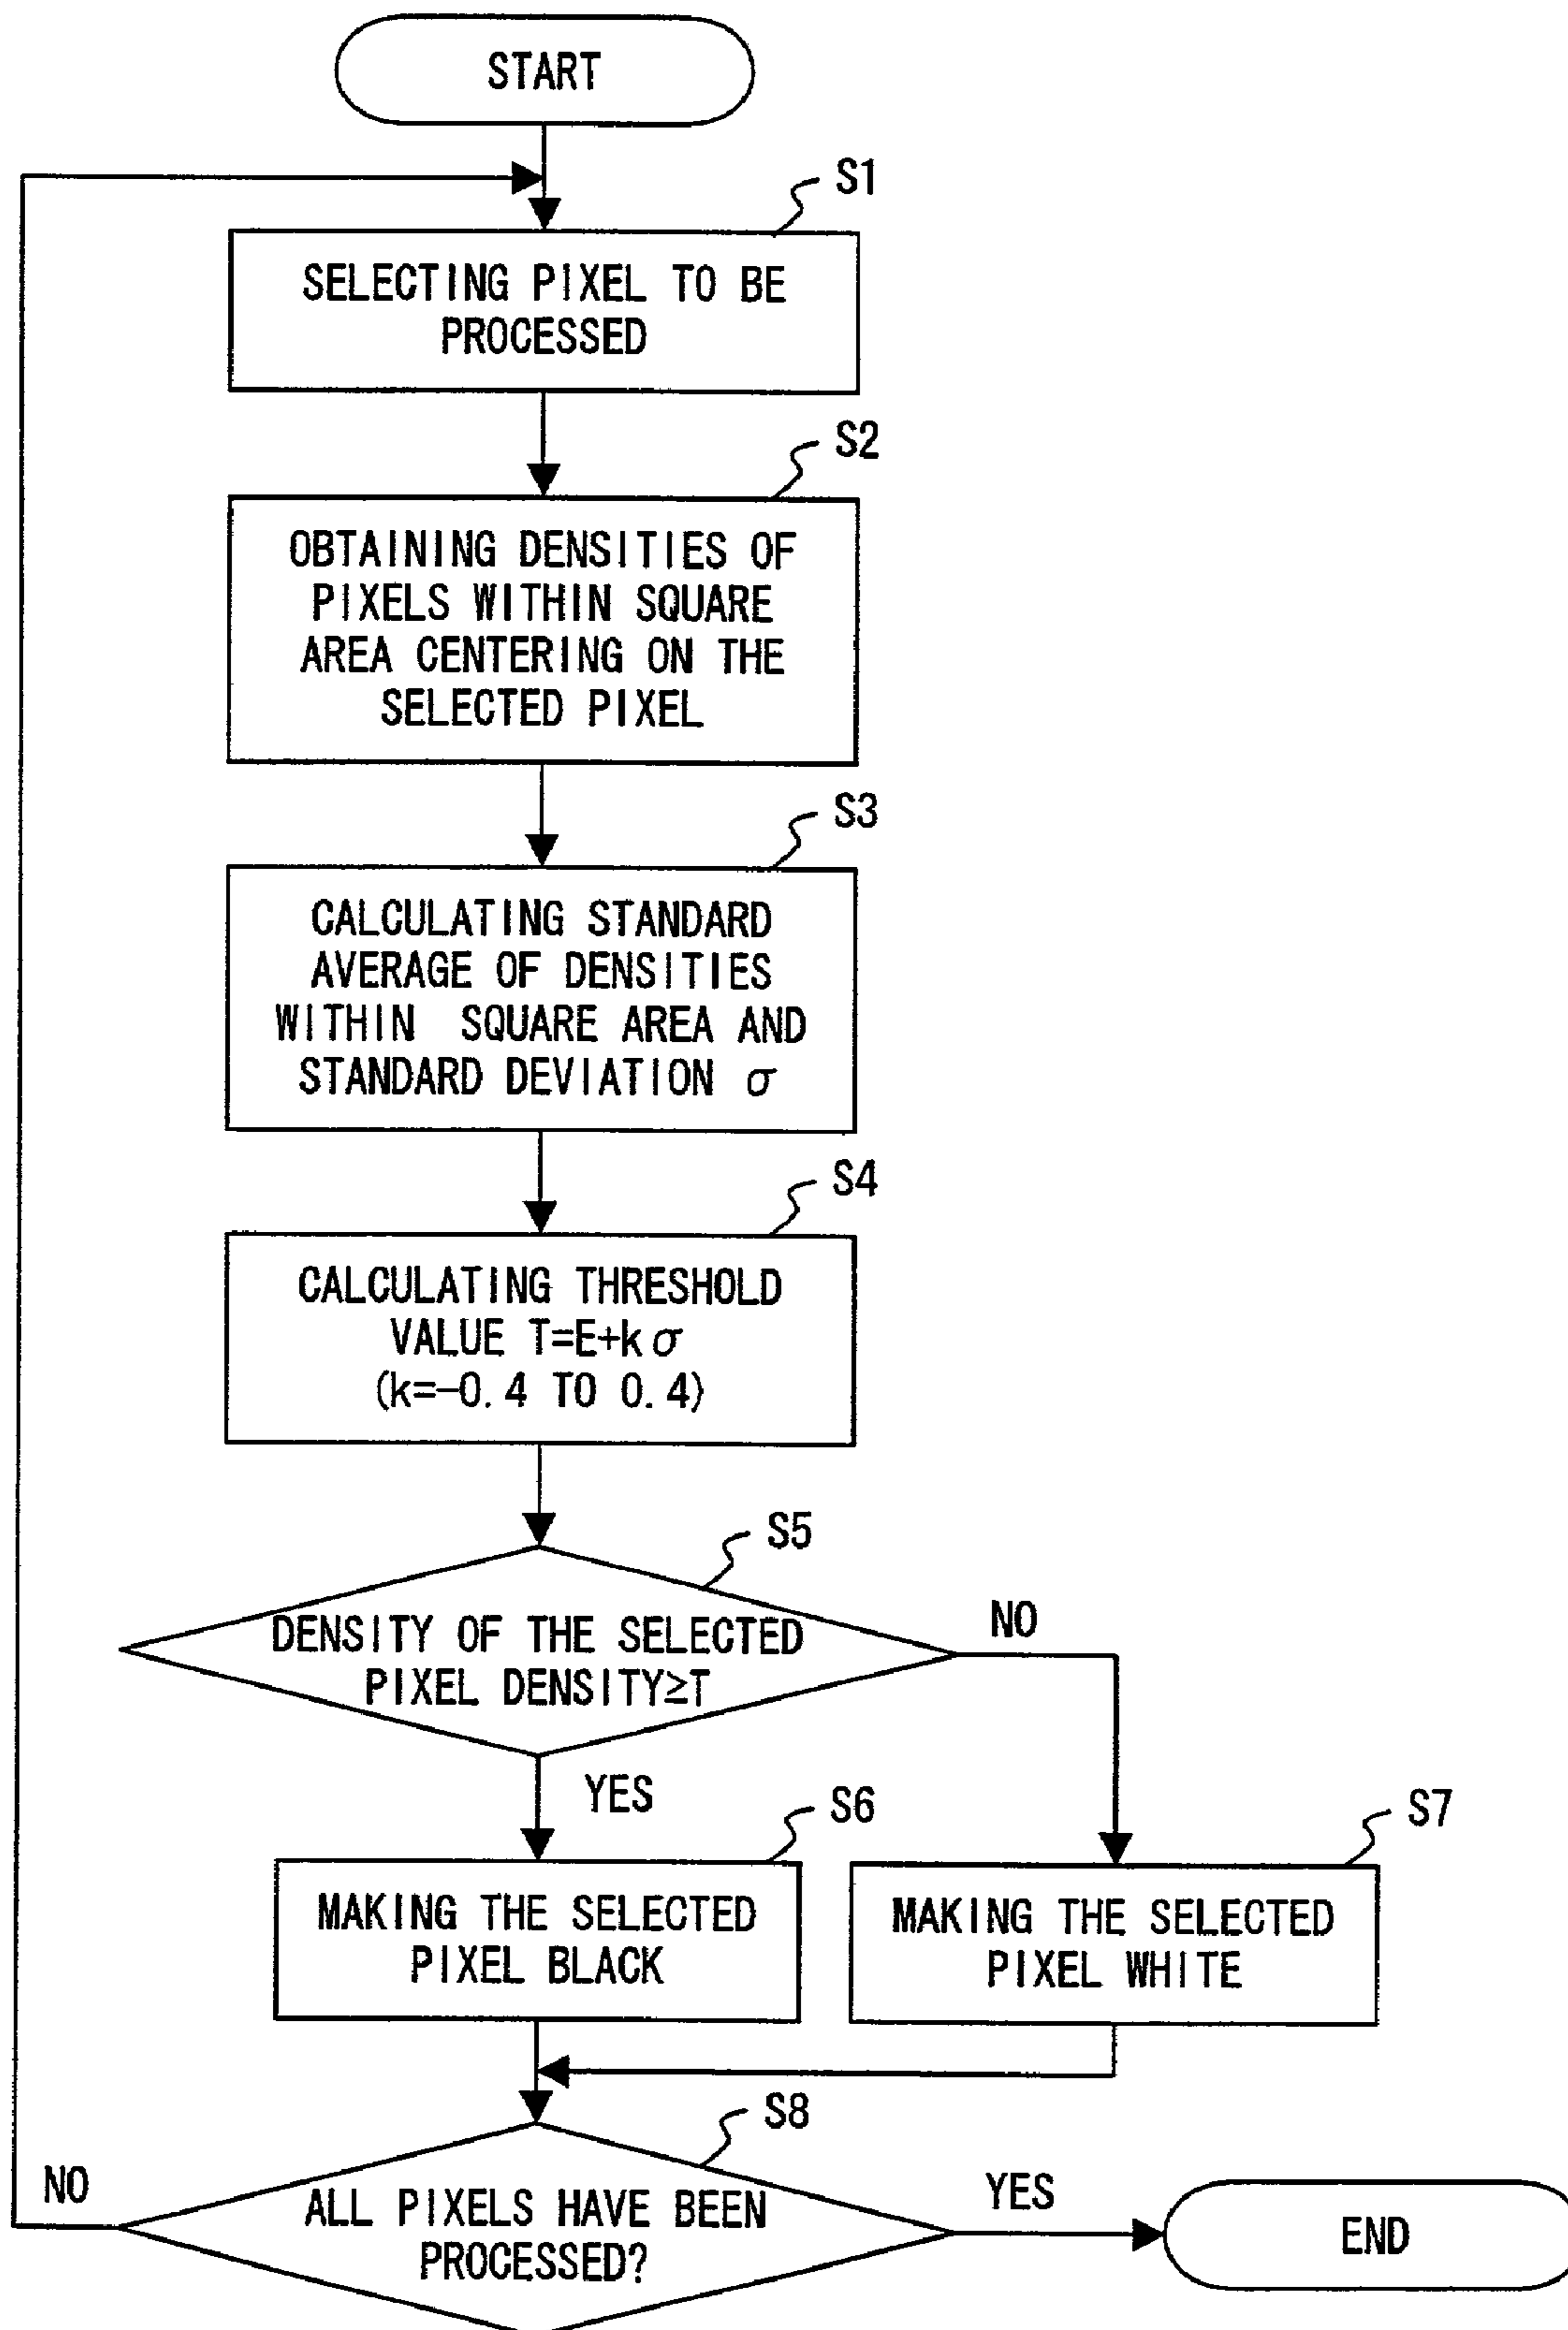 START
S1
SELECTING PIXEL TO BE
PROCESSED
S2
OBTAINING DENSITIES OF
PIXELS WITHIN SQUARE
AREA CENTERING ON THE
SELECTED PIXEL
S3
CALCULATING STANDARD
AVERAGE OF DENSITIES
WITHIN SQUARE AREA AND
STANDARD DEVIATION σ
S4
CALCULATING THRESHOLD
VALUE T=E+kσ
(k=-0.4 TO 0.4)
S5
DENSITY OF THE SELECTED
PIXEL DENSITY≥T
NO
YES
S6
MAKING THE SELECTED
PIXEL BLACK
S7
MAKING THE SELECTED
PIXEL WHITE
S8
NO
ALL PIXELS HAVE BEEN
PROCESSED?
YES
END